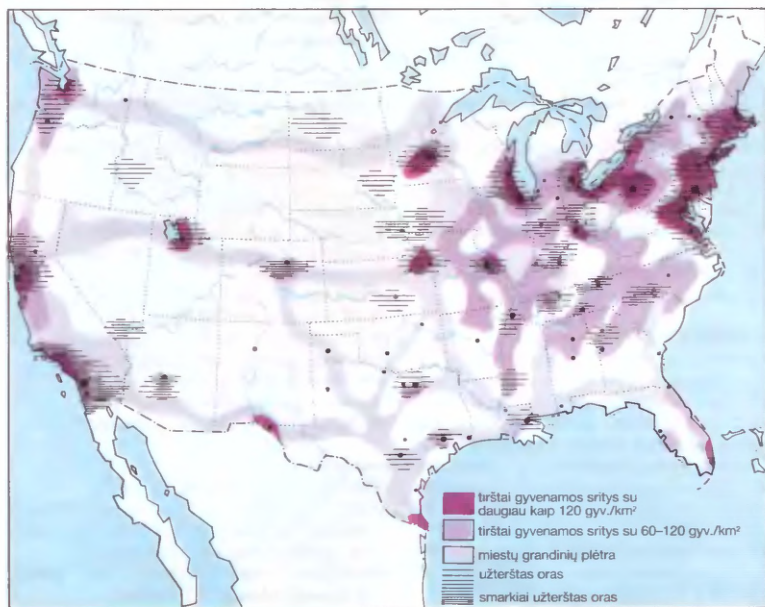 tirštai gyvenamos sritys su
daugiau kaip 120 gyv./km²
tirštai gyvenamos sritys su 60–120 gyv./km²
miestų grandinių plėtra
užterštas oras
smarkiai užterštas oras